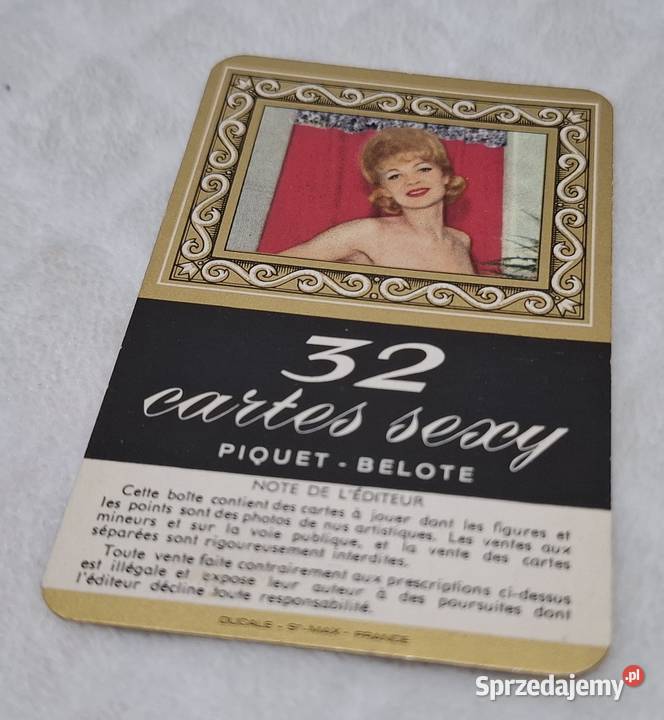 32
cartes sexy
PIQUET - BELOTE
NOTE DE L'ÉDITEUR
Cette boîte contient des cartes à jouer dont les figures et
les points sont des photos de nus artistiques. Les ventes aux
mineurs et sur la voie publique, et la vente des cartes
séparées sont rigoureusement interdites.
Toute vente faite contrairement aux prescriptions ci-dessus
est illégale et expose leur auteur à des poursuites dont
l'éditeur décline toute responsabilité.
DUCALE - ST-MAX - FRANCE
Sprzedajemy.pl